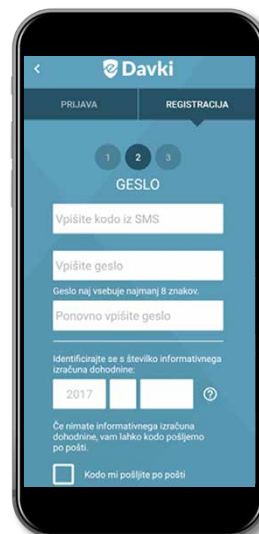 eDavki
PRIJAVA
REGISTRACIJA
1 2 3
GESLO
Vpišite kodo iz SMS
Vpišite geslo
Geslo naj vsebuje najmanj 8 znakov.
Ponovno vpišite geslo
Identificirajte se s številko informativnega
izračuna dohodnine:
2017
?
Če nimate informativnega izračuna
dohodnine, vam lahko kodo pošljemo
po pošti.
Kodo mi pošljite po pošti